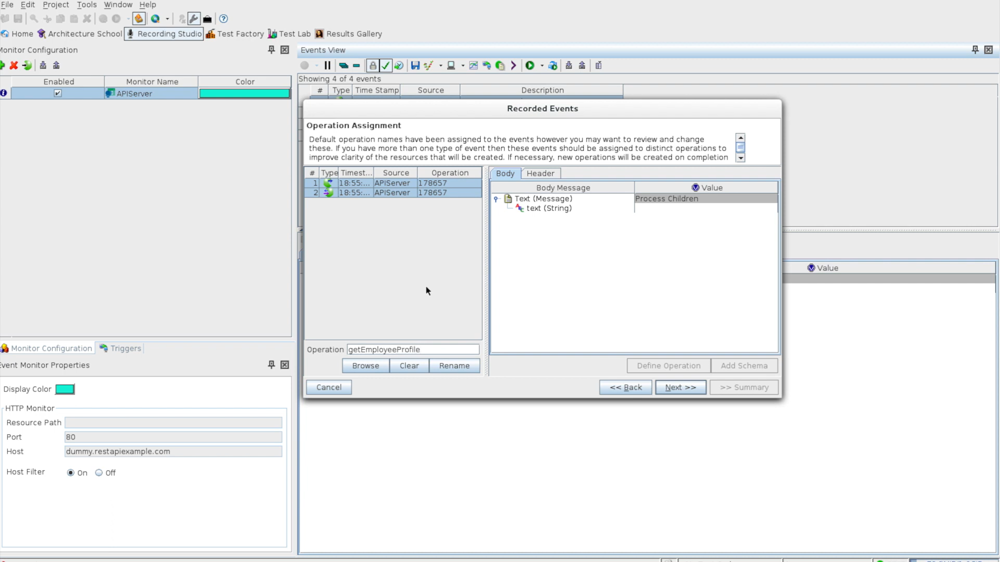 File Edit Project Tools Window Help
Home Architecture School Recording Studio Test Factory Test Lab Results Gallery
Monitor Configuration
Enabled Monitor Name Color
APIServer
Events View
Showing 4 of 4 events
# Type Time Stamp Source Description
Recorded Events
Operation Assignment
Default operation names have been assigned to the events however you may want to review and change
these. If you have more than one type of event then these events should be assigned to distinct operations to
improve clarity of the resources that will be created. If necessary, new operations will be created on completion
# Type Timest... Source Operation
1 18:55:... APIServer 178657
2 18:55:... APIServer 178657
Body Header
Body Message Value
Text (Message) Process Children
text (String)
Operation getEmployeeProfile
Browse Clear Rename
Define Operation Add Schema
Cancel << Back Next >> >> Summary
Value
Monitor Configuration Triggers
Event Monitor Properties
Display Color
HTTP Monitor
Resource Path
Port 80
Host dummy.restapiexample.com
Host Filter On Off